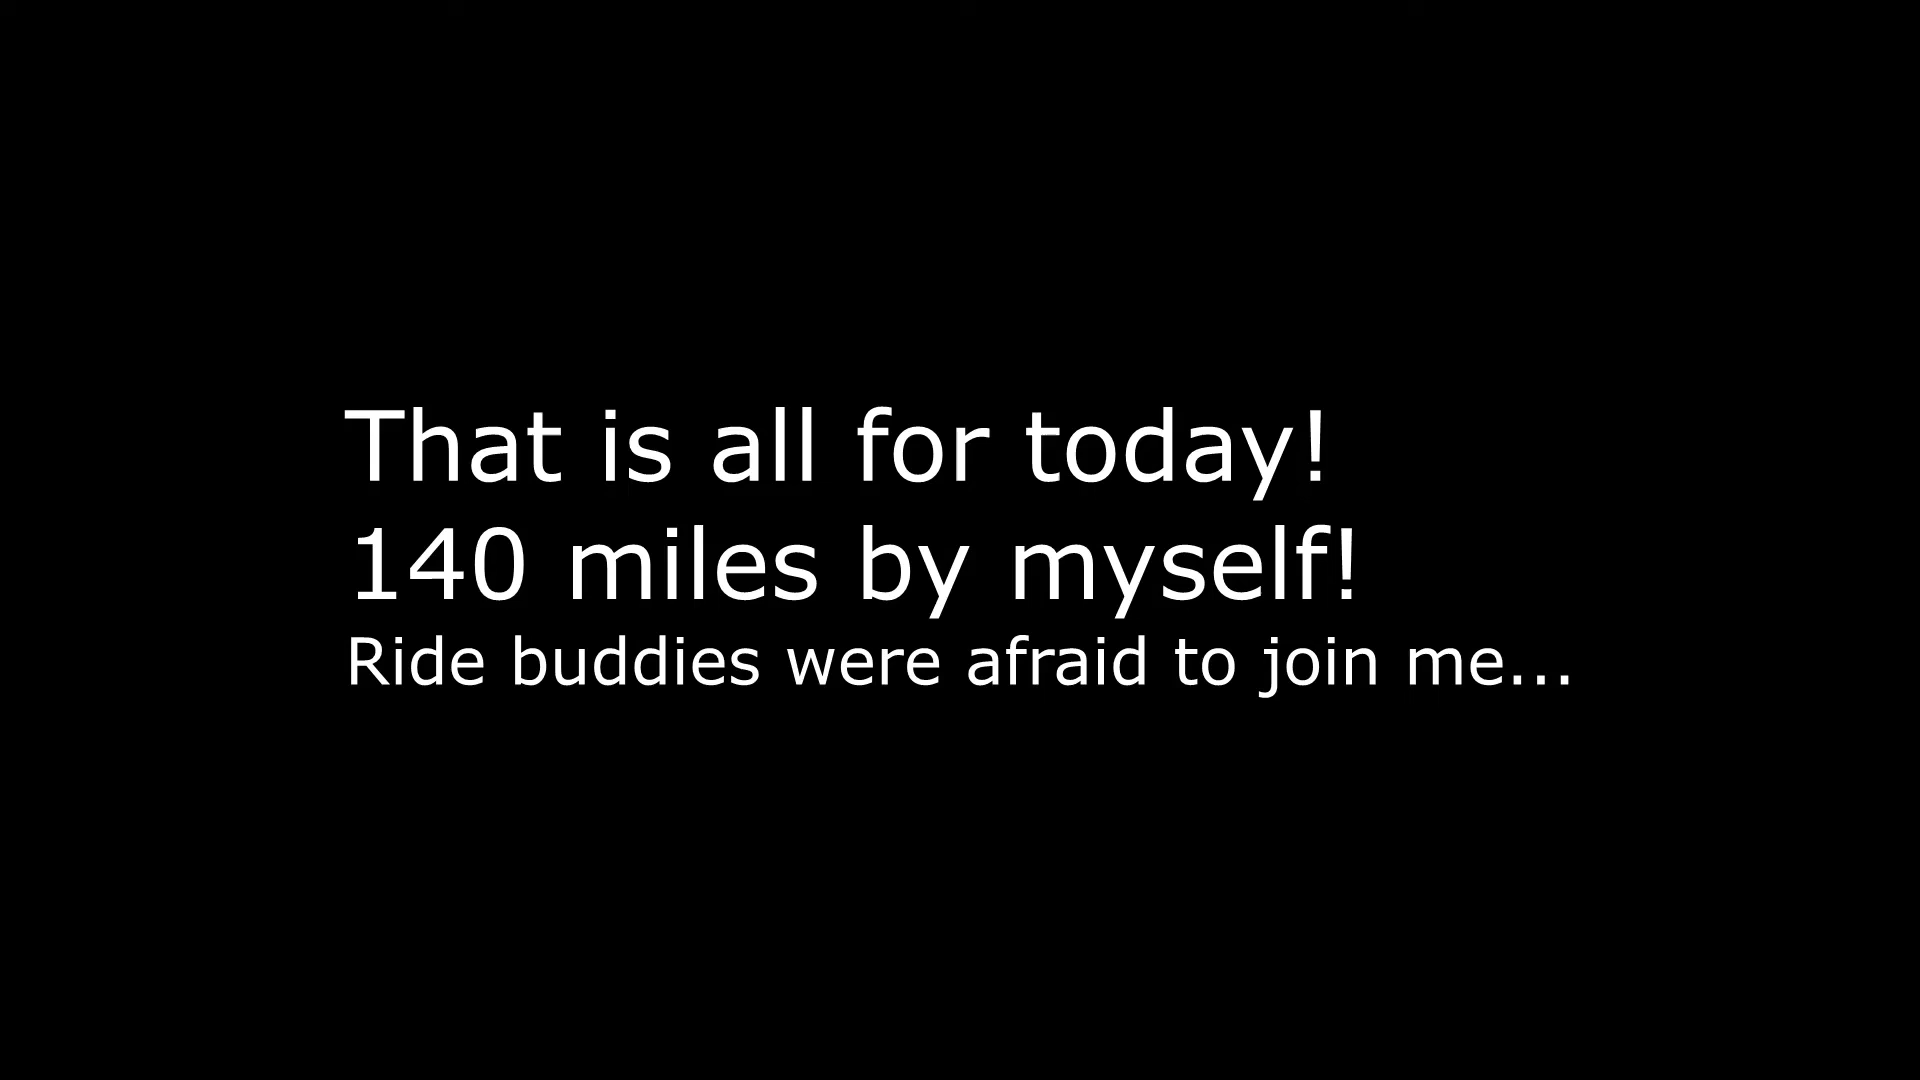 That is all for today!
140 miles by myself!
Ride buddies were afraid to join me...